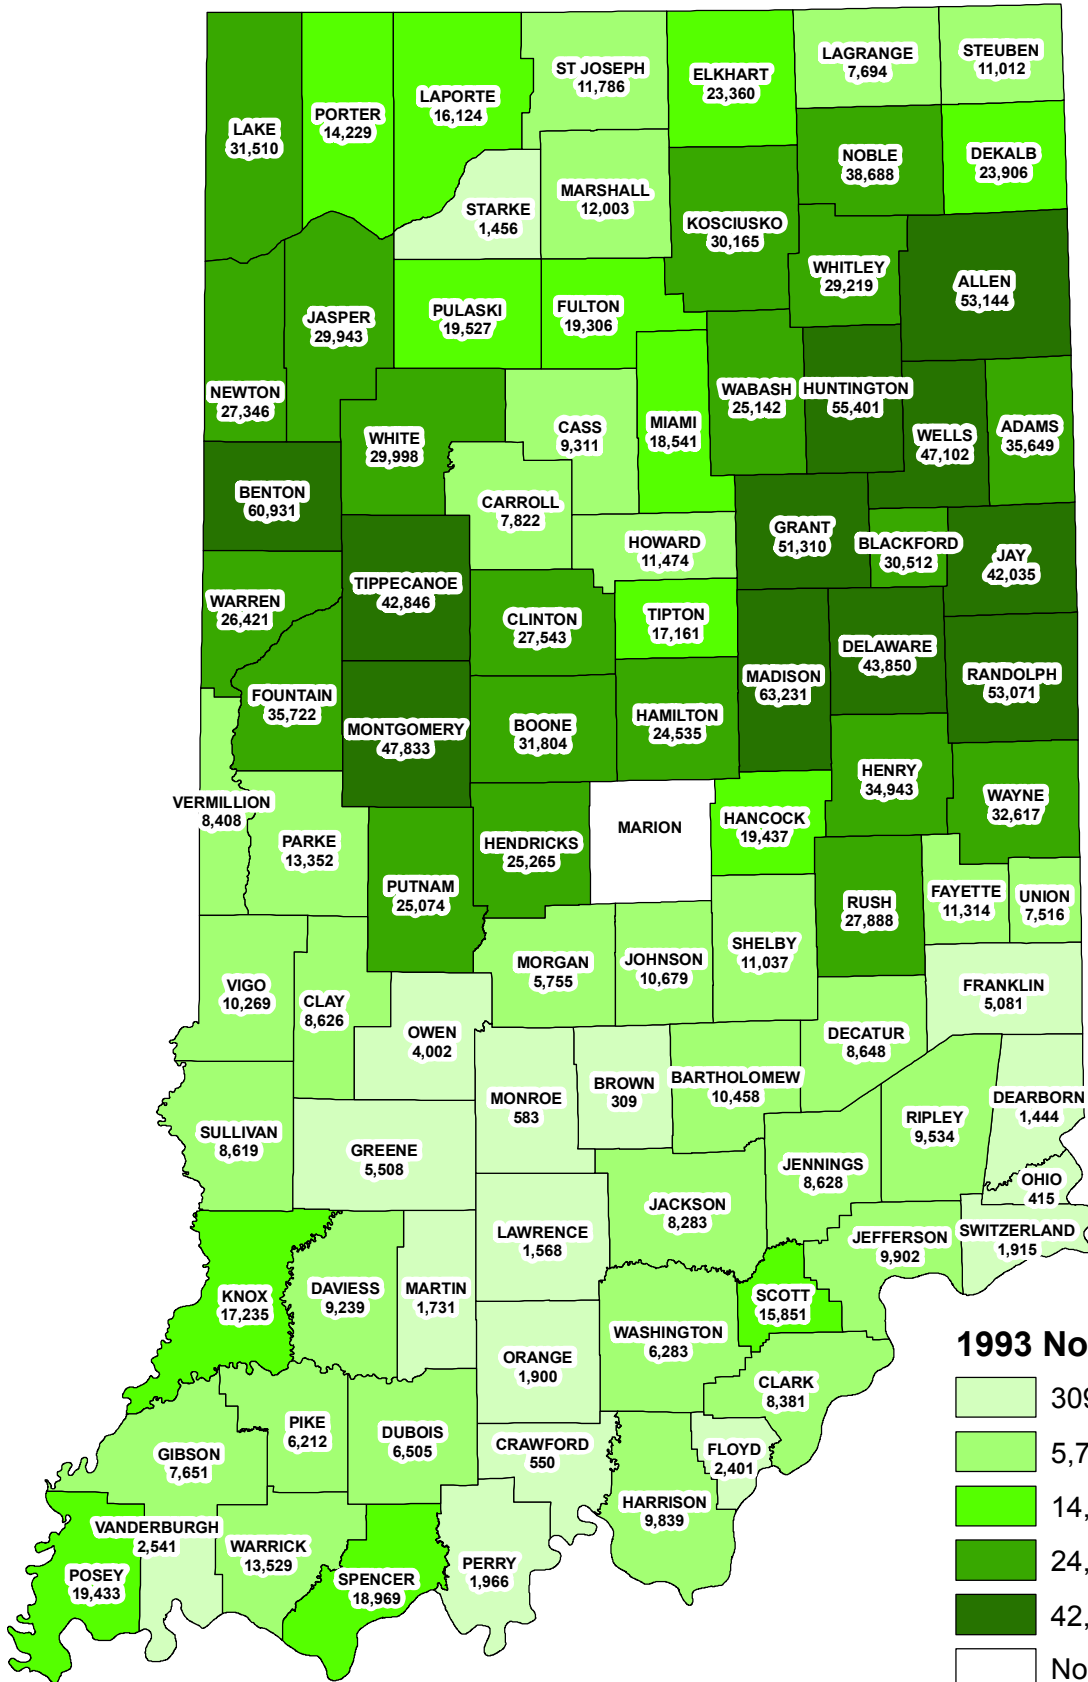 LAGRANGE
7,694
STEUBEN
11,012
ST JOSEPH
11,786
ELKHART
23,360
LAPORTE
16,124
PORTER
14,229
LAKE
31,510
NOBLE
38,688
DEKALB
23,906
MARSHALL
12,003
STARKE
1,456
KOSCIUSKO
30,165
WHITLEY
29,219
ALLEN
53,144
JASPER
29,943
PULASKI
19,527
FULTON
19,306
NEWTON
27,346
WHITE
29,998
CASS
9,311
MIAMI
18,541
WABASH
25,142
HUNTINGTON
55,401
WELLS
47,102
ADAMS
35,649
BENTON
60,931
CARROLL
7,822
HOWARD
11,474
GRANT
51,310
BLACKFORD
30,512
JAY
42,035
WARREN
26,421
TIPPECANOE
42,846
CLINTON
27,543
TIPTON
17,161
DELAWARE
43,850
MADISON
63,231
RANDOLPH
53,071
FOUNTAIN
35,722
MONTGOMERY
47,833
BOONE
31,804
HAMILTON
24,535
HENRY
34,943
WAYNE
32,617
VERMILLION
8,408
PARKE
13,352
PUTNAM
25,074
HENDRICKS
25,265
MARION
HANCOCK
19,437
RUSH
27,888
FAYETTE
11,314
UNION
7,516
MORGAN
5,755
JOHNSON
10,679
SHELBY
11,037
VIGO
10,269
CLAY
8,626
OWEN
4,002
FRANKLIN
5,081
DECATUR
8,648
MONROE
583
BROWN
309
BARTHOLOMEW
10,458
DEARBORN
1,444
RIPLEY
9,534
SULLIVAN
8,619
GREENE
5,508
JENNINGS
8,628
OHIO
415
JACKSON
8,283
LAWRENCE
1,568
JEFFERSON
9,902
SWITZERLAND
1,915
KNOX
17,235
DAVIESS
9,239
MARTIN
1,731
SCOTT
15,851
WASHINGTON
6,283
ORANGE
1,900
CLARK
8,381
PIKE
6,212
DUBOIS
6,505
GIBSON
7,651
CRAWFORD
550
FLOYD
2,401
HARRISON
9,839
VANDERBURGH
2,541
WARRICK
13,529
POSEY
19,433
SPENCER
18,969
PERRY
1,966
1993 No
309
5,7
14,
24,
42,
No